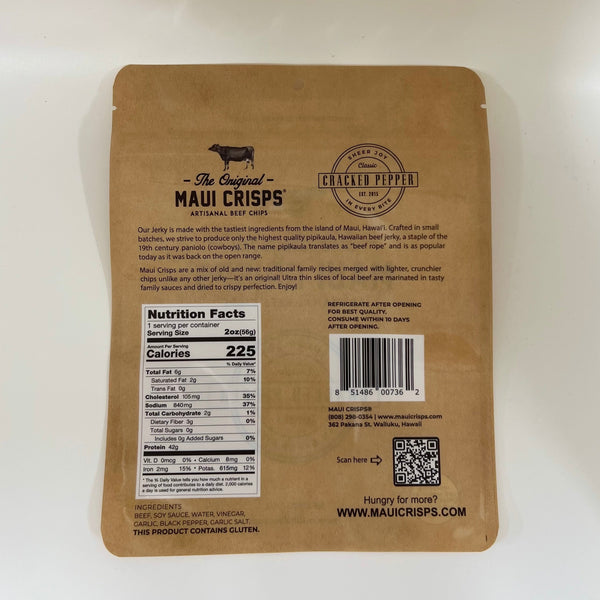 The Original
MAUI CRISPS®
ARTISANAL BEEF CHIPS
SHEER JOY
Classic
CRACKED PEPPER
EST. 2015
IN EVERY BITE
Our Jerky is made with the tastiest ingredients from the island of Maui, Hawai'i. Crafted in small
batches, we strive to produce only the highest quality pipikaula, Hawaiian beef jerky, a staple of the
19th century paniolo (cowboys). The name pipikaula translates as "beef rope" and is as popular
today as it was back on the open range.
Maui Crisps are a mix of old and new: traditional family recipes merged with lighter, crunchier
chips unlike any other jerky—it's an original! Ultra thin slices of local beef are marinated in tasty
family sauces and dried to crispy perfection. Enjoy!
Nutrition Facts
1 serving per container
Serving Size 2oz(56g)
Amount Per Serving
Calories 225
% Daily Value*
Total Fat 6g 7%
Saturated Fat 2g 10%
Trans Fat 0g
Cholesterol 105mg 35%
Sodium 840mg 37%
Total Carbohydrate 2g 1%
Dietary Fiber 3g 0%
Total Sugars 0g
Includes 0g Added Sugars 0%
Protein 42g
Vit. D 0mcg 0% • Calcium 6mg 0%
Iron 2mg 15% • Potas. 615mg 12%
* The % Daily Value tells you how much a nutrient in a
serving of food contributes to a daily diet. 2,000 calories
a day is used for general nutrition advice.
INGREDIENTS
BEEF, SOY SAUCE, WATER, VINEGAR,
GARLIC, BLACK PEPPER, GARLIC SALT.
THIS PRODUCT CONTAINS GLUTEN.
REFRIGERATE AFTER OPENING
FOR BEST QUALITY.
CONSUME WITHIN 10 DAYS
AFTER OPENING.
8 51486 00736 2
MAUI CRISPS®
(808) 298-0354 | www.mauicrisps.com
362 Pakana St. Wailuku, Hawaii
Scan here
Hungry for more?
WWW.MAUICRISPS.COM